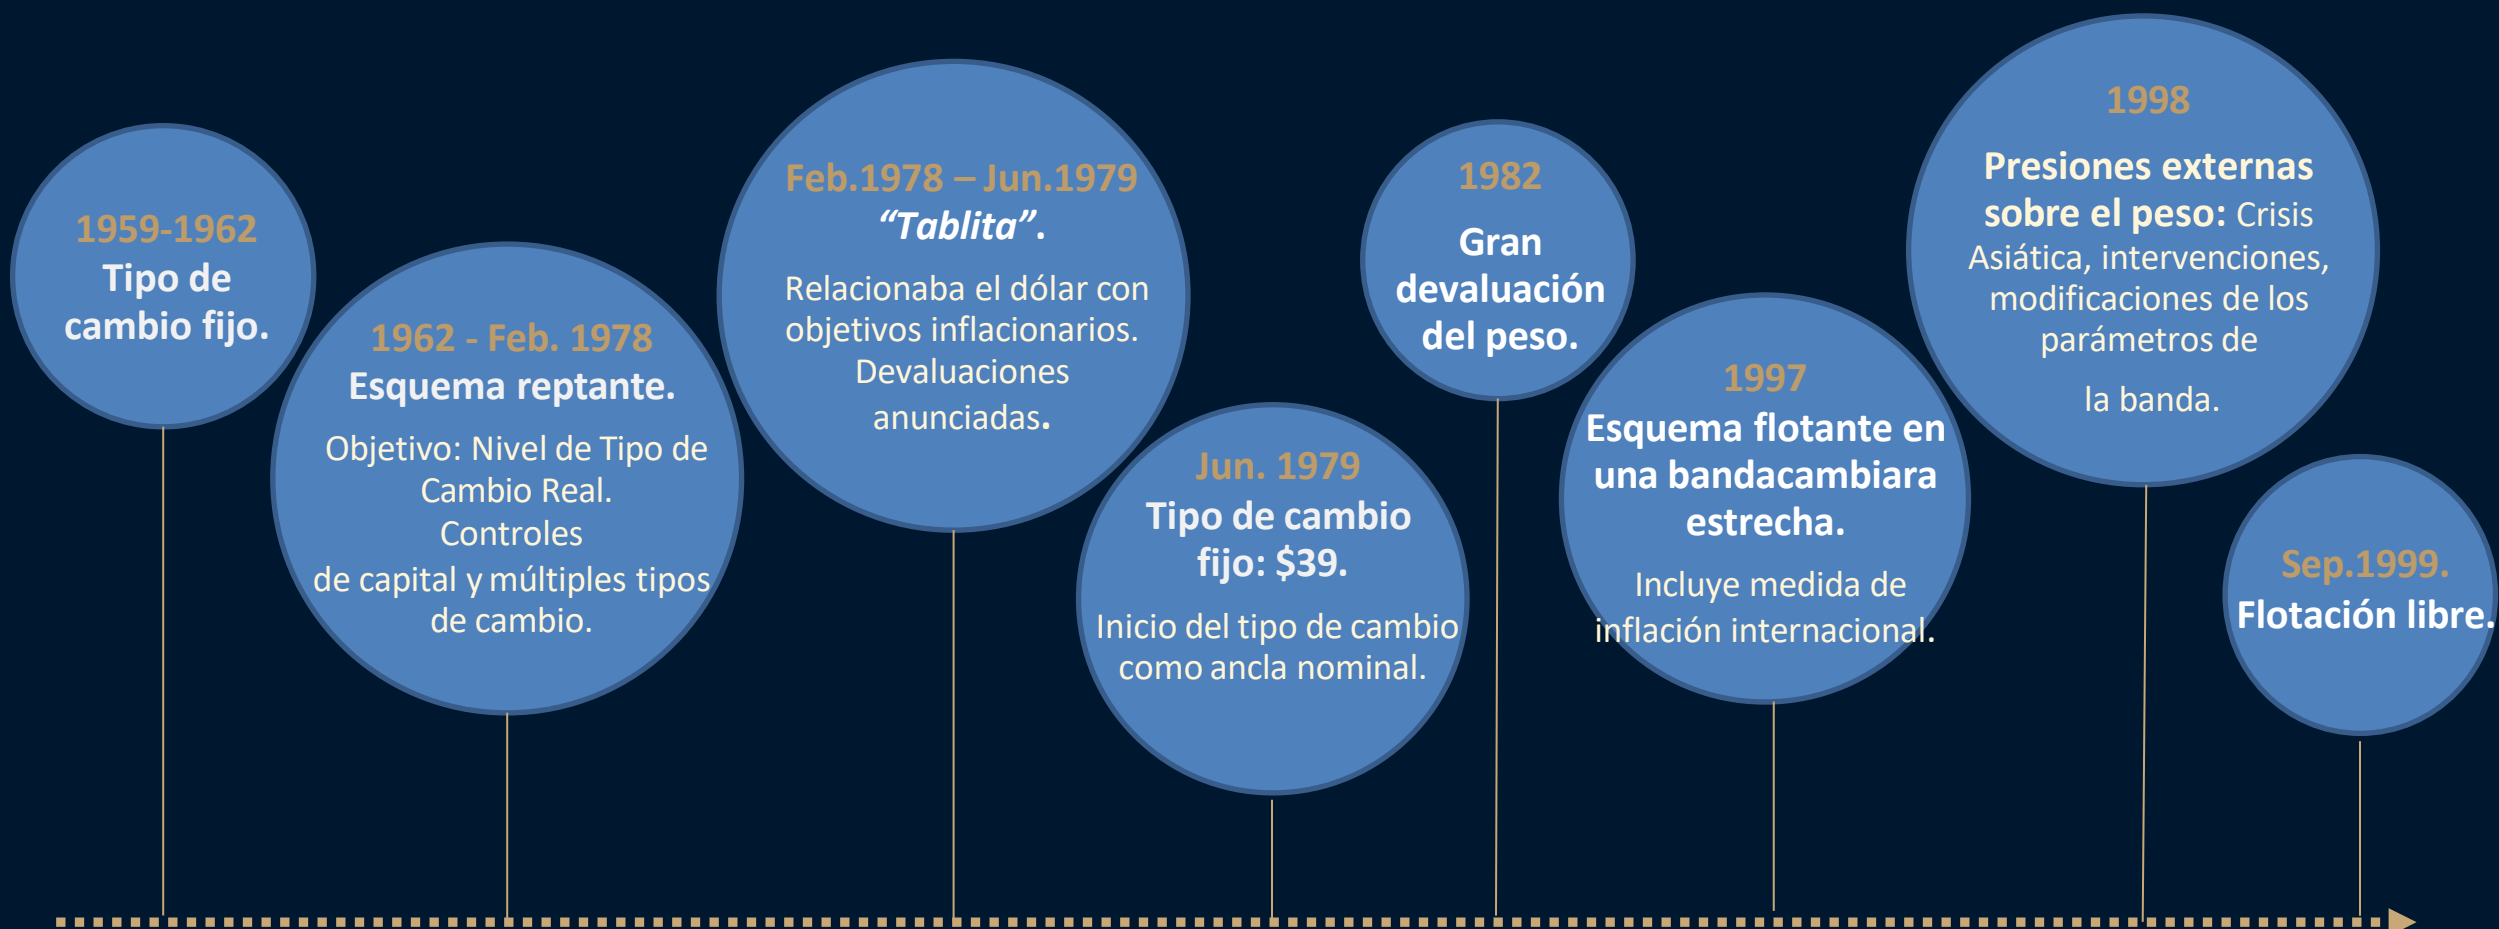 1959-1962
Tipo de
cambio fijo.
1962 - Feb. 1978
Esquema reptante.
Objetivo: Nivel de Tipo de
Cambio Real.
Controles
de capital y múltiples tipos
de cambio.
Feb.1978 – Jun.1979
“Tablita”.
Relacionaba el dólar con
objetivos inflacionarios.
Devaluaciones
anunciadas.
Jun. 1979
Tipo de cambio
fijo: $39.
Inicio del tipo de cambio
como ancla nominal.
1982
Gran
devaluación
del peso.
1997
Esquema flotante en
una bandacambiara
estrecha.
Incluye medida de
inflación internacional.
1998
Presiones externas
sobre el peso: Crisis
Asiática, intervenciones,
modificaciones de los
parámetros de
la banda.
Sep.1999.
Flotación libre.